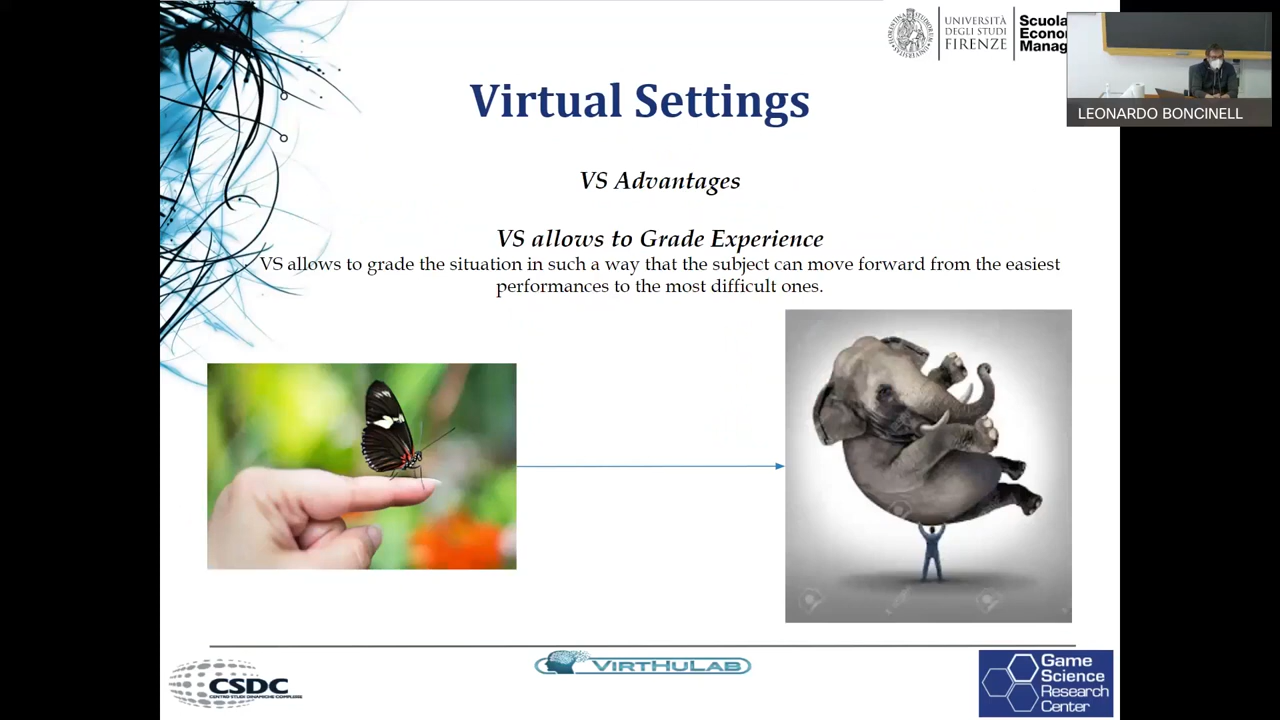 UNIVERSITÀ
DEGLI STUDI
FIRENZE
Scuola
Econo
Manag
LEONARDO BONCINELL
Virtual Settings
VS Advantages
VS allows to Grade Experience
VS allows to grade the situation in such a way that the subject can move forward from the easiest
performances to the most difficult ones.
CSDC
CENTRO STUDI DINAMICHE COMPLESSE
VIRTHULAB
Game
Science
Research
Center